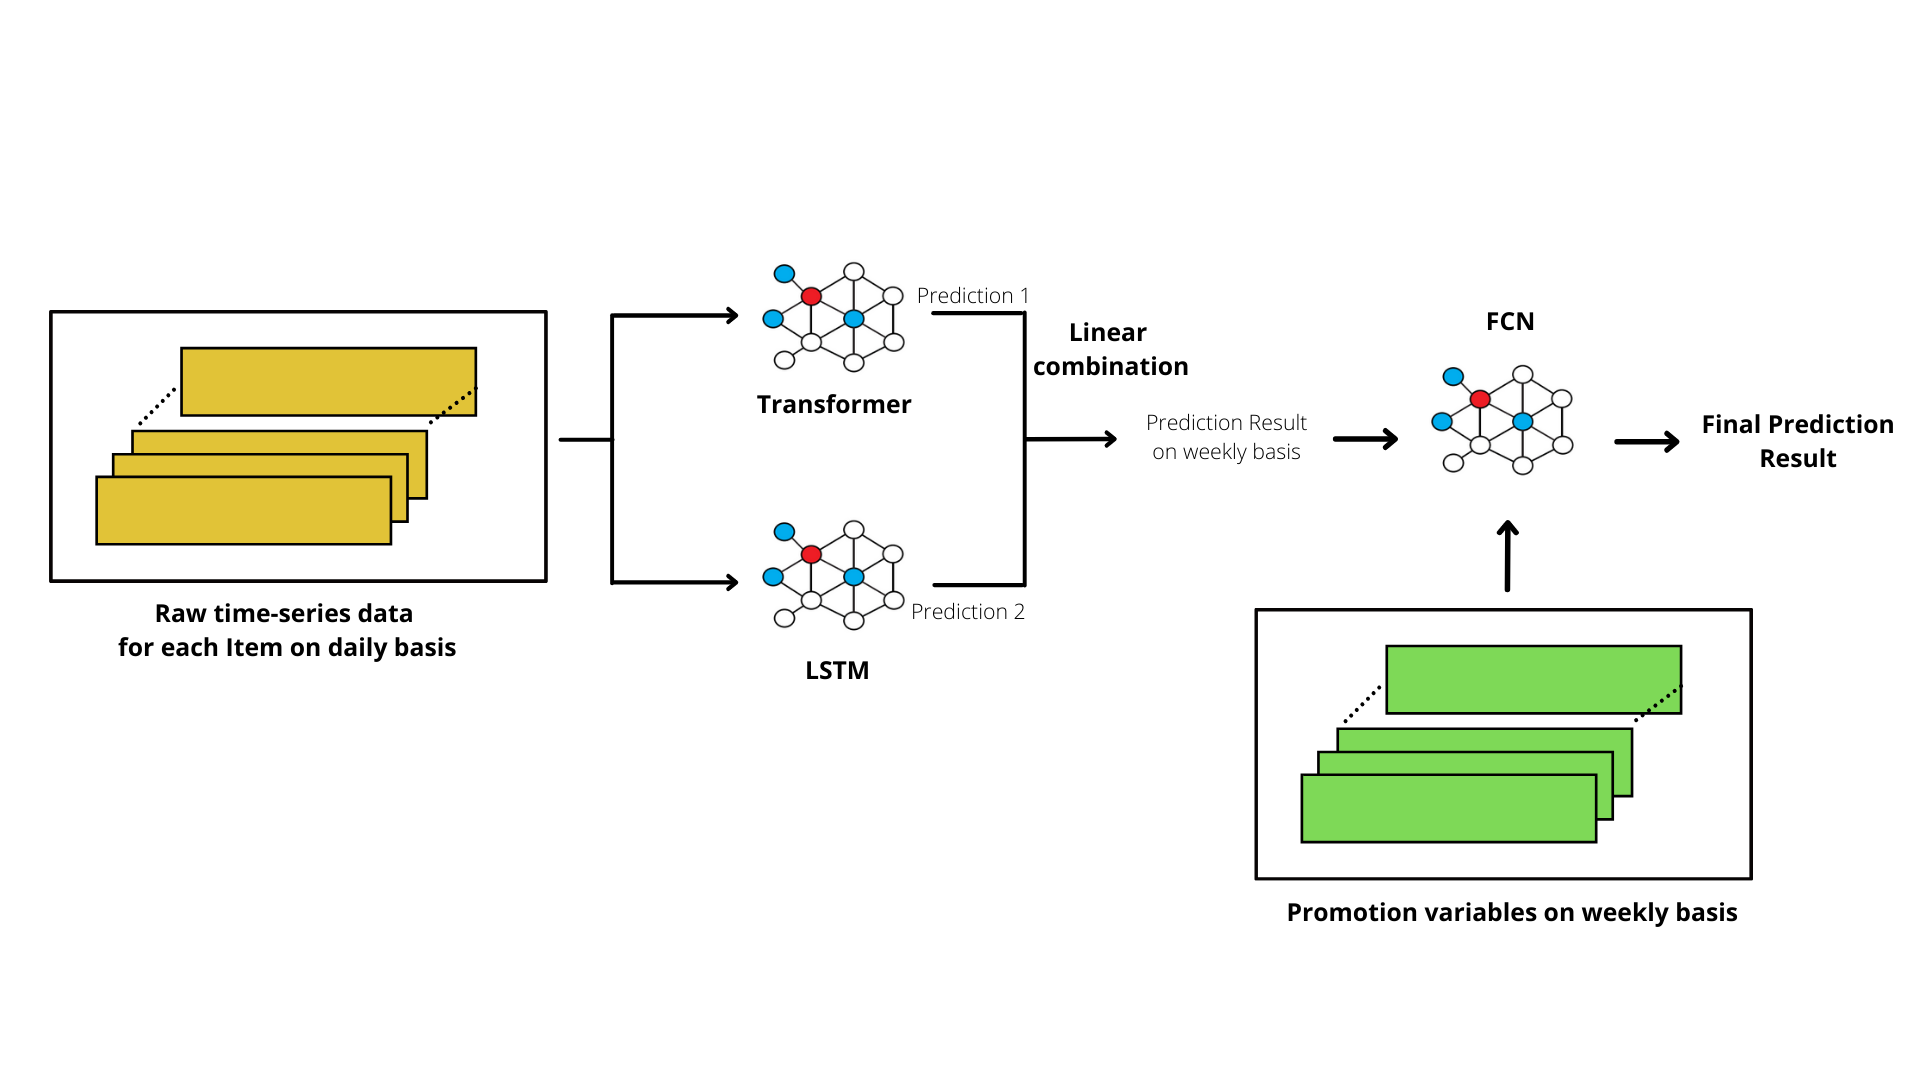 Raw time-series data
for each Item on daily basis
Prediction 1
Transformer
Prediction 2
LSTM
Linear
combination
Prediction Result
on weekly basis
FCN
Final Prediction
Result
Promotion variables on weekly basis